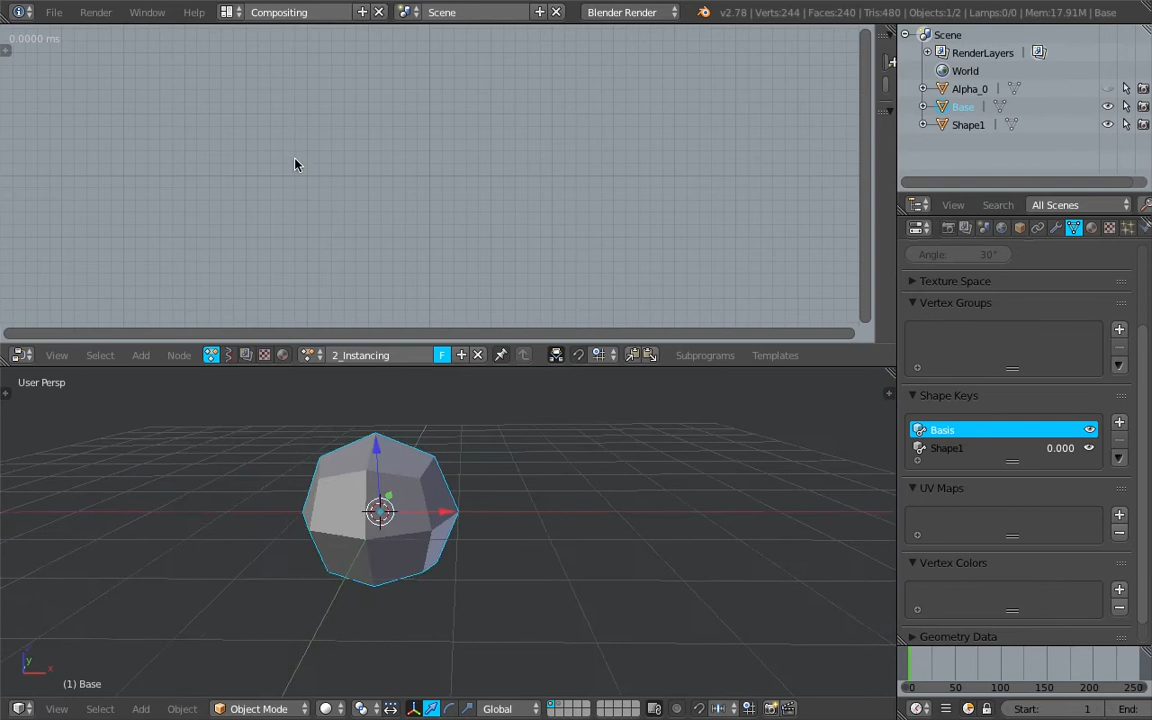 File Render Window Help Compositing Scene Blender Render v2.78 | Verts:244 | Faces:240 | Tris:480 | Objects:1/2 | Lamps:0/0 | Mem:17.91M | Base
0.0000 ms
Scene
RenderLayers
World
Alpha_0
Base
Shape1
View Search All Scenes
Angle: 30°
Texture Space
Vertex Groups
Shape Keys
Basis
Shape1 0.000
UV Maps
Vertex Colors
Geometry Data
View Select Add Node 2_Instancing F Subprograms Templates
User Persp
z
y
x
(1) Base
View Select Add Object Object Mode Global
0 50 100 150 200 250
View Start: 1 End: